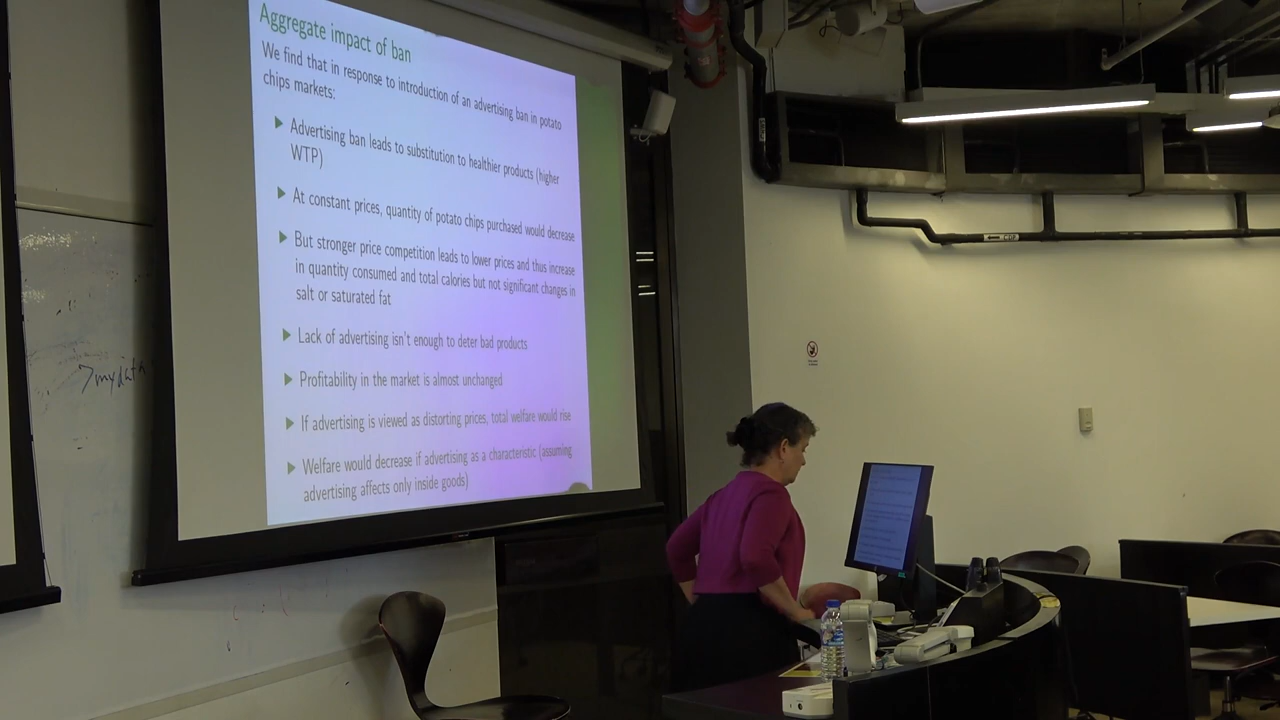 Aggregate impact of ban
We find that in response to introduction of an advertising ban in potato
chips markets:
Advertising ban leads to substitution to healthier products (higher
WTP)
At constant prices, quantity of potato chips purchased would decrease
But stronger price competition leads to lower prices and thus increase
in quantity consumed and total calories but not significant changes in
salt or saturated fat
Lack of advertising isn't enough to deter bad products
Profitability in the market is almost unchanged
If advertising is viewed as distorting prices, total welfare would rise
Welfare would decrease if advertising as a characteristic (assuming
advertising affects only inside goods)
>mydata